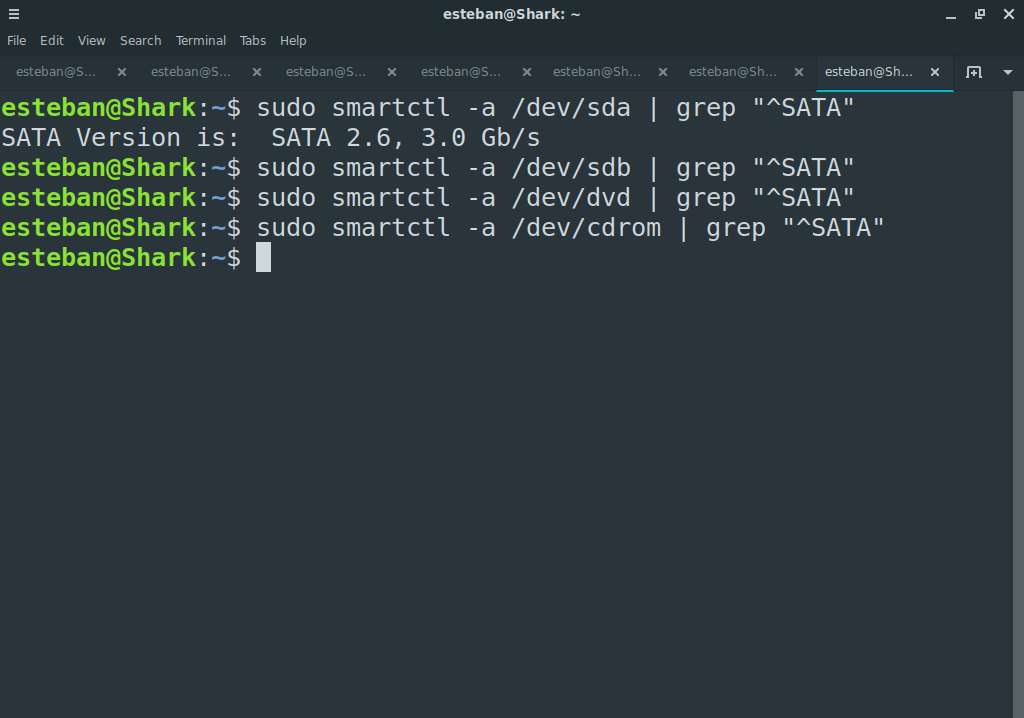 esteban@Shark: ~
File Edit View Search Terminal Tabs Help
esteban@S... esteban@S... esteban@S... esteban@S... esteban@Sh... esteban@Sh... esteban@Sh...
esteban@Shark:~$ sudo smartctl -a /dev/sda | grep "^SATA"
SATA Version is:  SATA 2.6, 3.0 Gb/s
esteban@Shark:~$ sudo smartctl -a /dev/sdb | grep "^SATA"
esteban@Shark:~$ sudo smartctl -a /dev/dvd | grep "^SATA"
esteban@Shark:~$ sudo smartctl -a /dev/cdrom | grep "^SATA"
esteban@Shark:~$